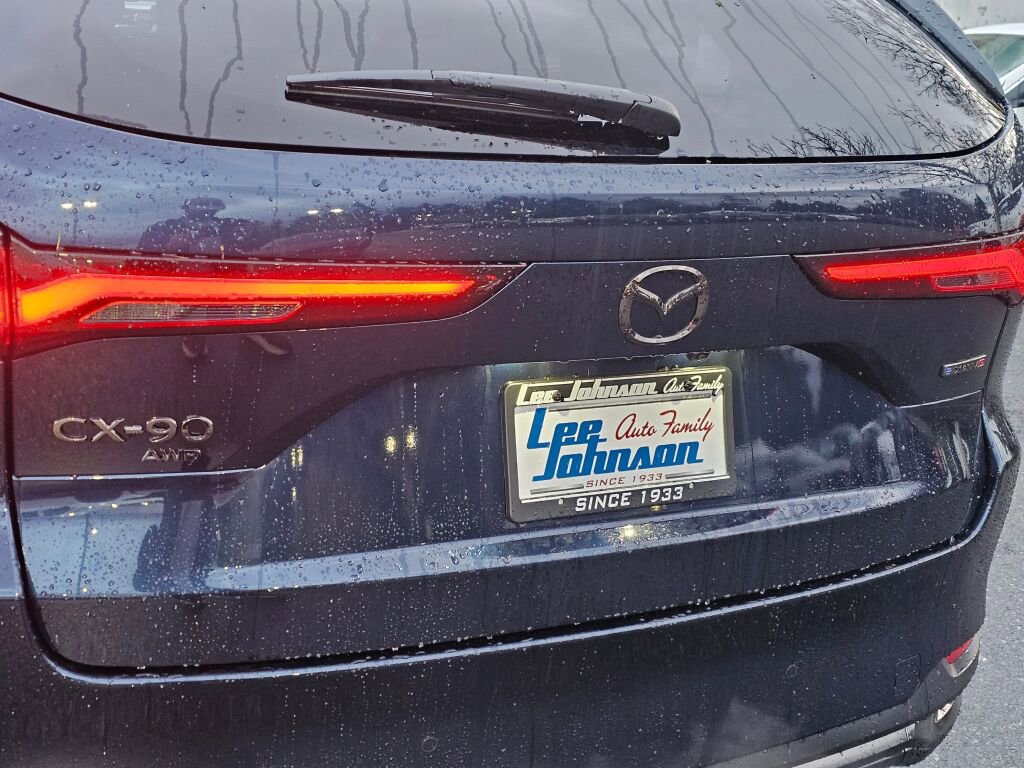 Lee Johnson Auto Family
Lee Auto Family
Johnson
SINCE 1933
SINCE 1933
CX-90
AWD